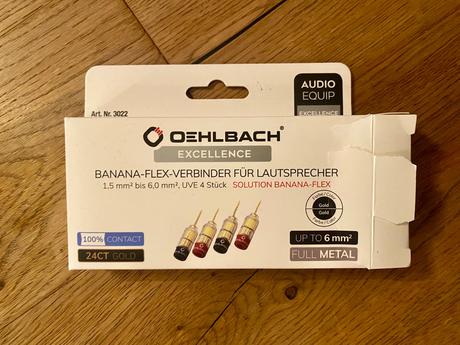 AUDIO
EQUIP
EXCELLENCE
Art. Nr. 3022
OEHLBACH®
EXCELLENCE
BANANA-FLEX-VERBINDER FÜR LAUTSPRECHER
1,5 mm² bis 6,0 mm², UVE 4 Stück SOLUTION BANANA-FLEX
Gold
Gold
100% CONTACT
24CT GOLD
UP TO 6 mm²
FULL METAL